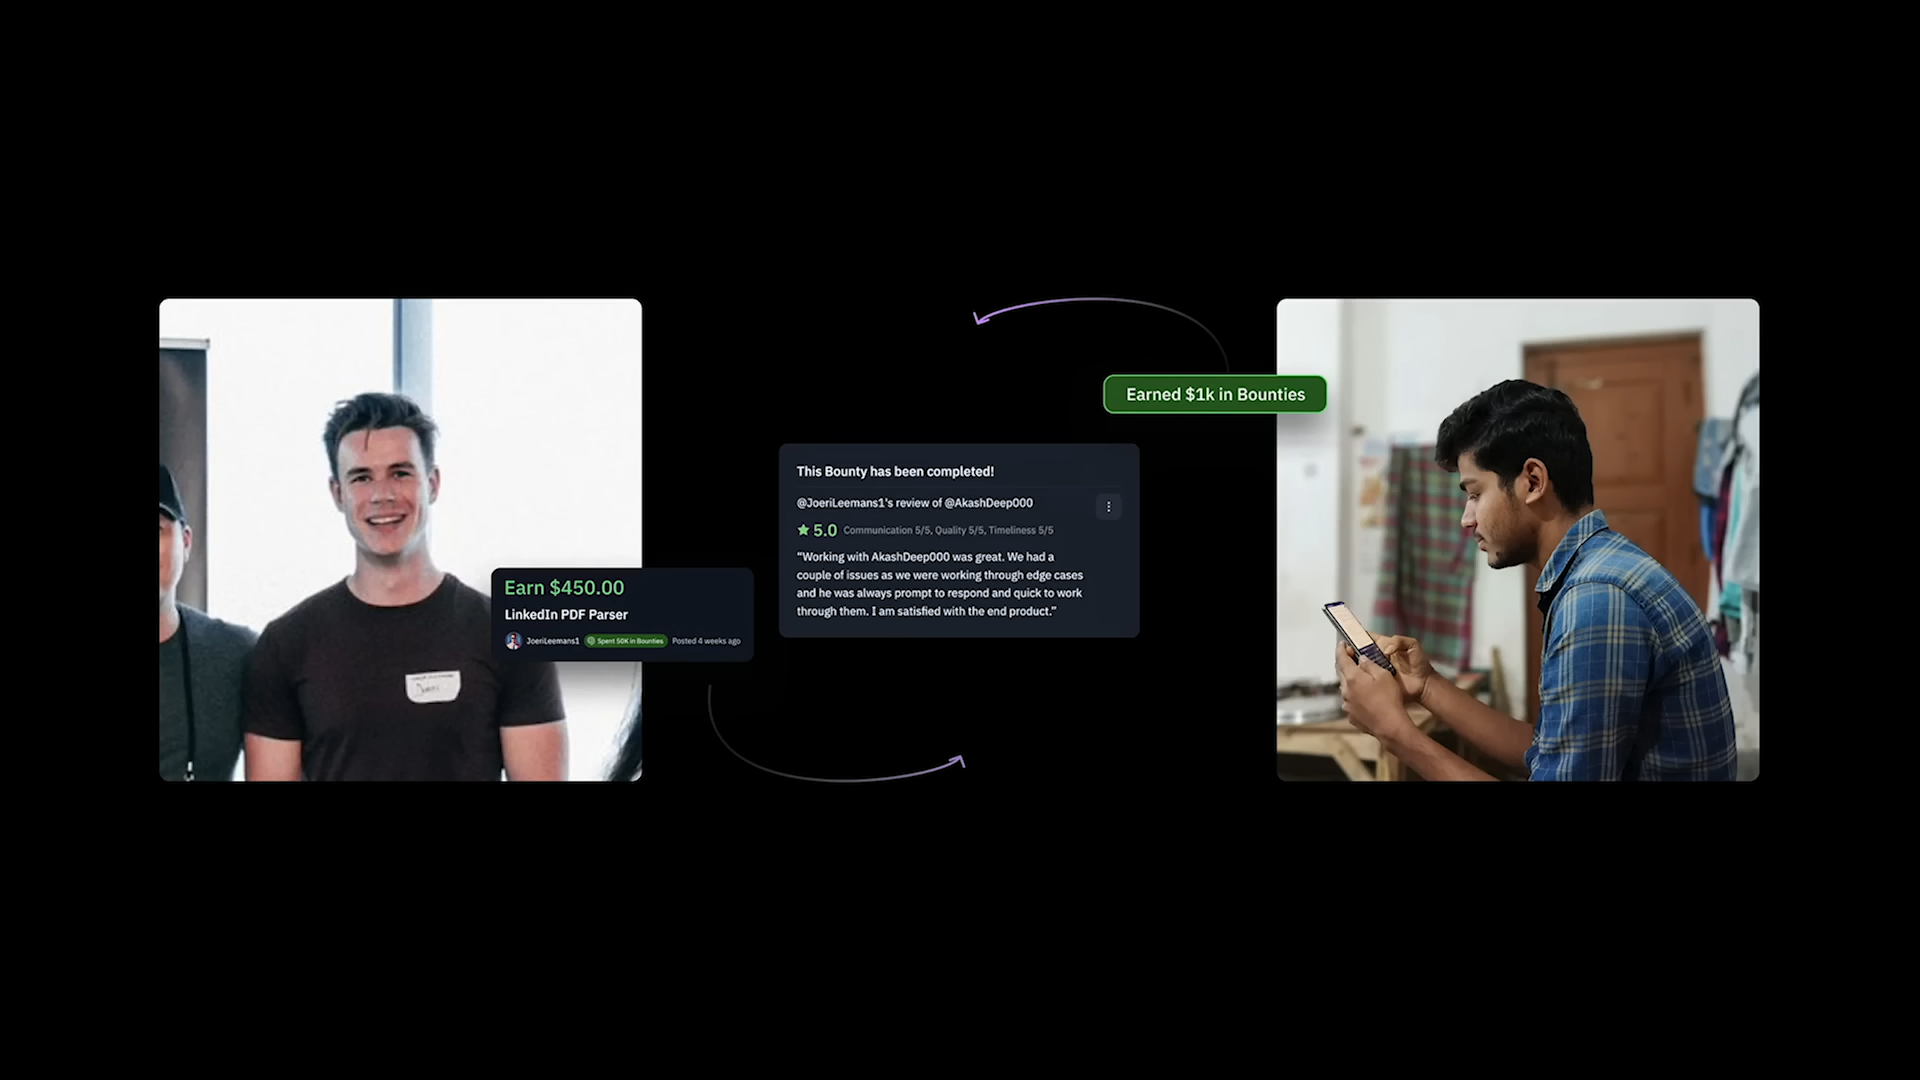 Earned $1k in Bounties
This Bounty has been completed!
@JoeriLeemans1's review of @AkashDeep000
5.0 Communication 5/5, Quality 5/5, Timeliness 5/5
“Working with AkashDeep000 was great. We had a
couple of issues as we were working through edge cases
and he was always prompt to respond and quick to work
through them. I am satisfied with the end product.”
Earn $450.00
LinkedIn PDF Parser
JoeriLeemans1 Spent 50K in Bounties Posted 4 weeks ago